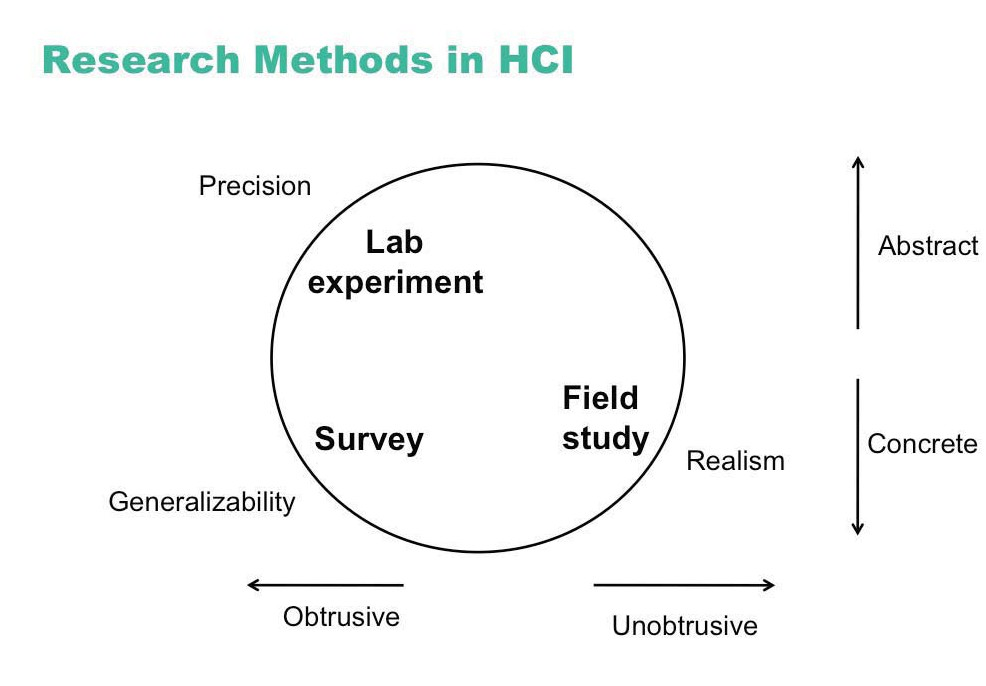 Research Methods in HCI
Precision
Lab
experiment
Abstract
Field
study
Survey
Concrete
Realism
Generalizability
Obtrusive
Unobtrusive